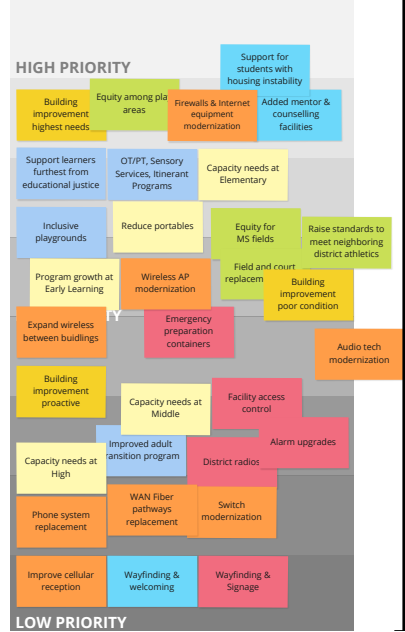 Support for
students with
housing instability
HIGH PRIORITY
Building
improvement
highest needs
Equity among pla
areas
Firewalls & Internet
equipment
modernization
Added mentor &
counselling
facilities
Support learners
furthest from
educational justice
OT/PT, Sensory
Services, Itinerant
Programs
Capacity needs at
Elementary
Inclusive
playgrounds
Reduce portables
Equity for
MS fields
Raise standards to
meet neighboring
district athletics
Program growth at
Early Learning
Wireless AP
modernization
Field and court
replacem
Building
improvement
poor condition
TY
Expand wireless
between buidlings
Emergency
preparation
containers
Audio tech
modernization
Building
improvement
proactive
Capacity needs at
Middle
Facility access
control
Capacity needs at
High
Improved adult
ransition program
District radios
Alarm upgrades
Phone system
replacement
WAN Fiber
pathways
replacement
Switch
modernization
Improve cellular
reception
Wayfinding &
welcoming
Wayfinding &
Signage
LOW PRIORITY